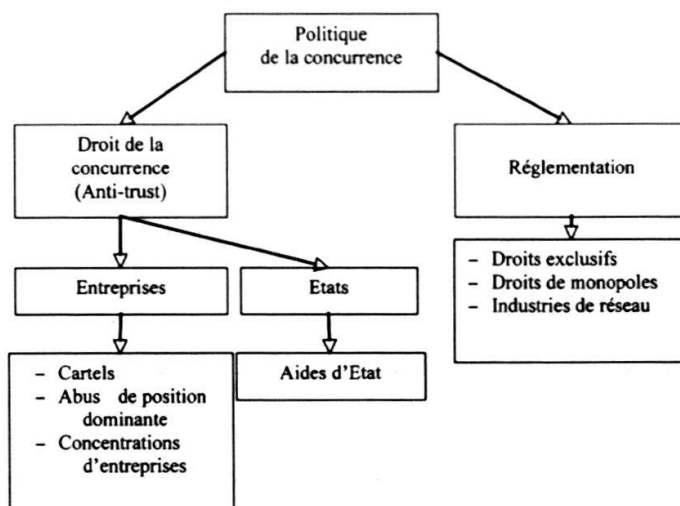 Politique
de la concurrence
Droit de la
concurrence
(Anti-trust)
Réglementation
Entreprises
Etats
– Droits exclusifs
– Droits de monopoles
– Industries de réseau
– Cartels
– Abus de position
dominante
– Concentrations
d'entreprises
Aides d'Etat